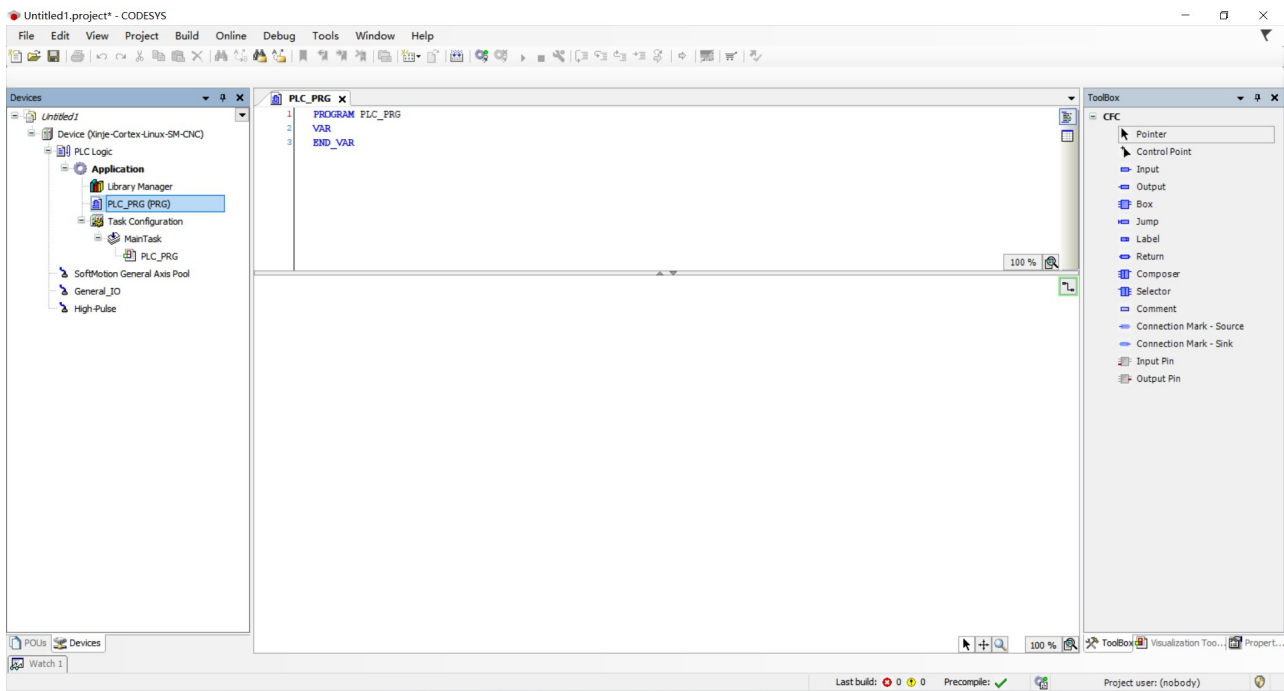 Untitled1.project* - CODESYS
File Edit View Project Build Online Debug Tools Window Help
Devices
Untitled1
Device (Xinje-Cortex-Linux-SM-CNC)
PLC Logic
Application
Library Manager
PLC_PRG (PRG)
Task Configuration
MainTask
PLC_PRG
SoftMotion General Axis Pool
General_IO
High-Pulse
POUs Devices
Watch 1
PLC_PRG
1 PROGRAM PLC_PRG
2 VAR
3 END_VAR
100 %
100 %
ToolBox
CFC
Pointer
Control Point
Input
Output
Box
Jump
Label
Return
Composer
Selector
Comment
Connection Mark - Source
Connection Mark - Sink
Input Pin
Output Pin
ToolBox Visualization Too... Propert...
Last build: 0 0 Precompile: Project user: (nobody)